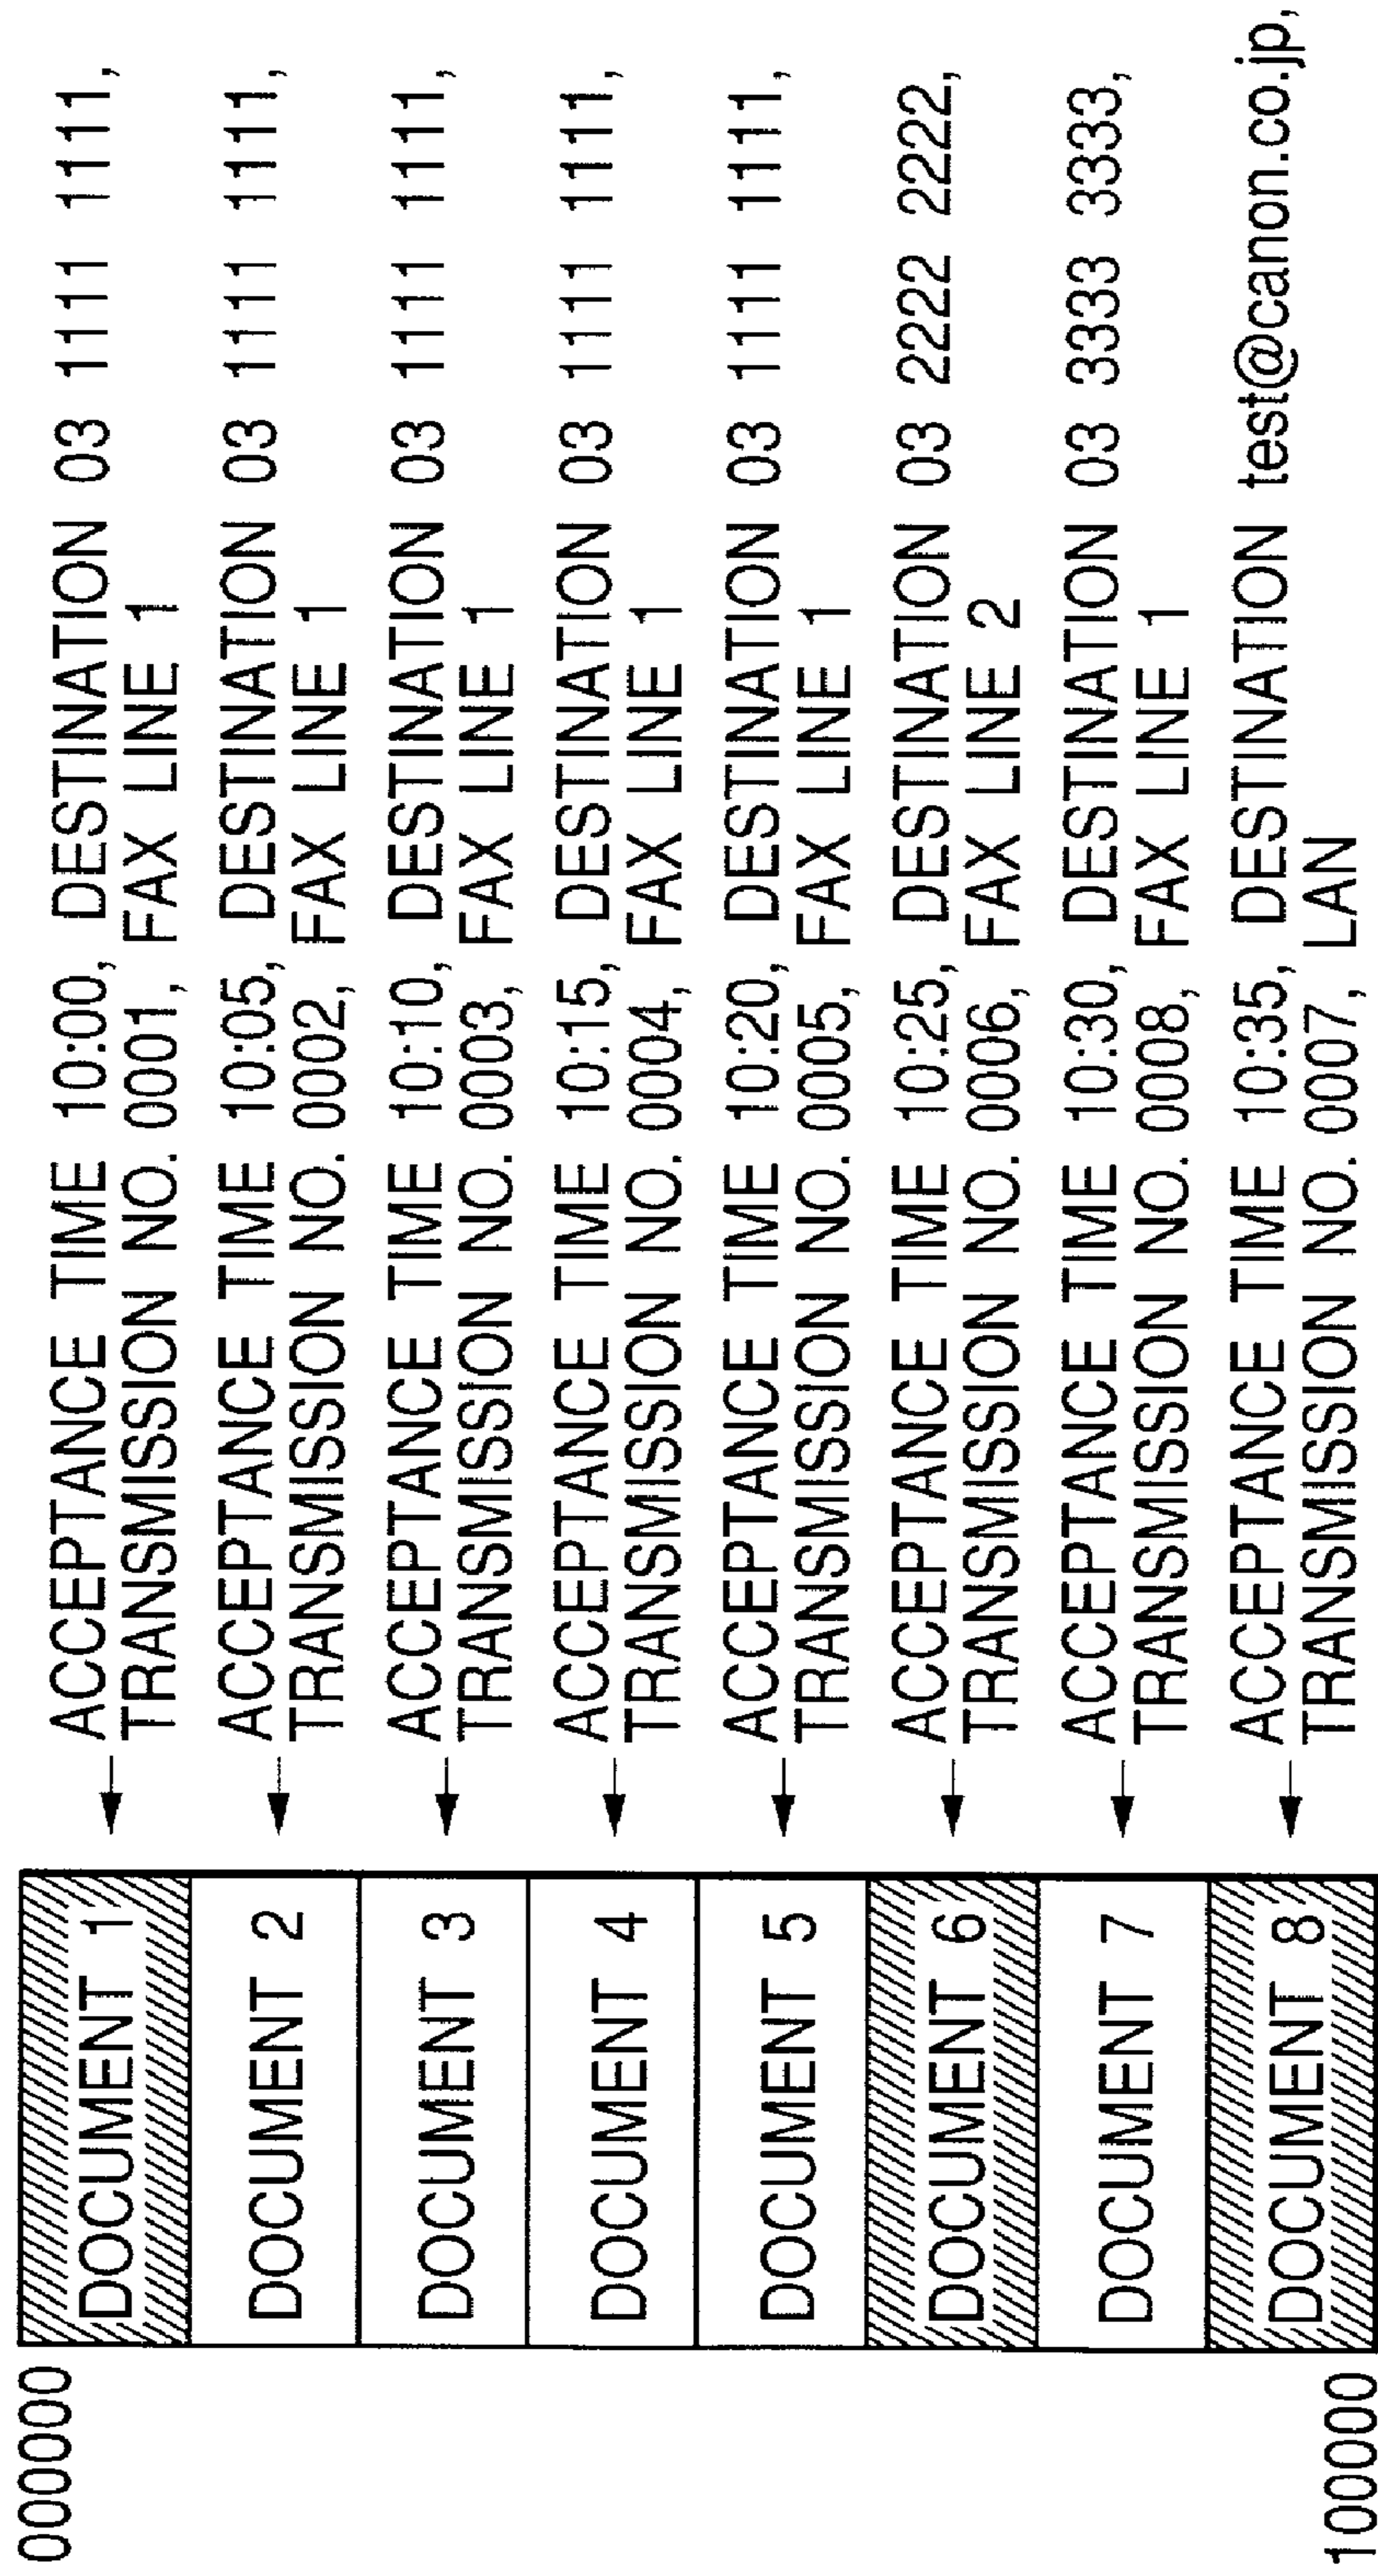 000000
DOCUMENT 1
ACCEPTANCE TIME 10:00, DESTINATION 03 1111 1111,
TRANSMISSION NO. 0001, FAX LINE 1
DOCUMENT 2
ACCEPTANCE TIME 10:05, DESTINATION 03 1111 1111,
TRANSMISSION NO. 0002, FAX LINE 1
DOCUMENT 3
ACCEPTANCE TIME 10:10, DESTINATION 03 1111 1111,
TRANSMISSION NO. 0003, FAX LINE 1
DOCUMENT 4
ACCEPTANCE TIME 10:15, DESTINATION 03 1111 1111,
TRANSMISSION NO. 0004, FAX LINE 1
DOCUMENT 5
ACCEPTANCE TIME 10:20, DESTINATION 03 1111 1111,
TRANSMISSION NO. 0005, FAX LINE 1
DOCUMENT 6
ACCEPTANCE TIME 10:25, DESTINATION 03 2222 2222,
TRANSMISSION NO. 0006, FAX LINE 2
DOCUMENT 7
ACCEPTANCE TIME 10:30, DESTINATION 03 3333 3333,
TRANSMISSION NO. 0008, FAX LINE 1
DOCUMENT 8
ACCEPTANCE TIME 10:35, DESTINATION test@canon.co.jp,
TRANSMISSION NO. 0007, LAN
100000